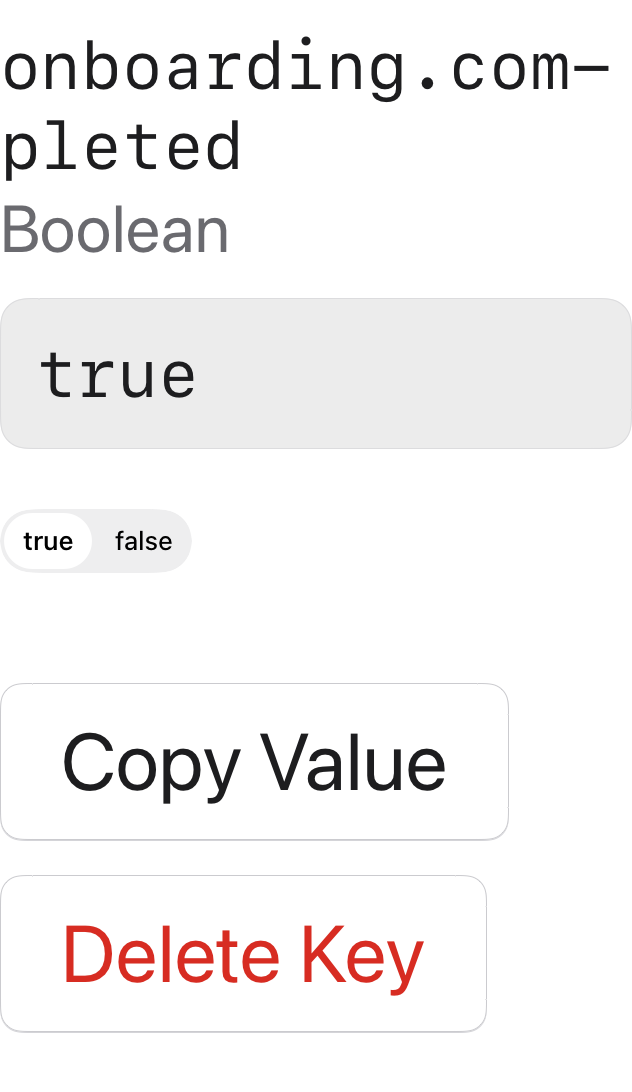 onboarding.com-
pleted
Boolean
true
true false
Copy Value
Delete Key